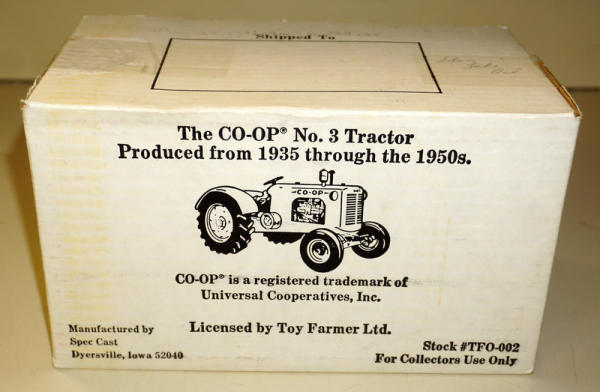 Shipped To
The CO-OP® No. 3 Tractor
Produced from 1935 through the 1950s.
CO-OP
CO-OP® is a registered trademark of
Universal Cooperatives, Inc.
Manufactured by
Spec Cast
Dyersville, Iowa 52040
Licensed by Toy Farmer Ltd.
Stock #TFO-002
For Collectors Use Only